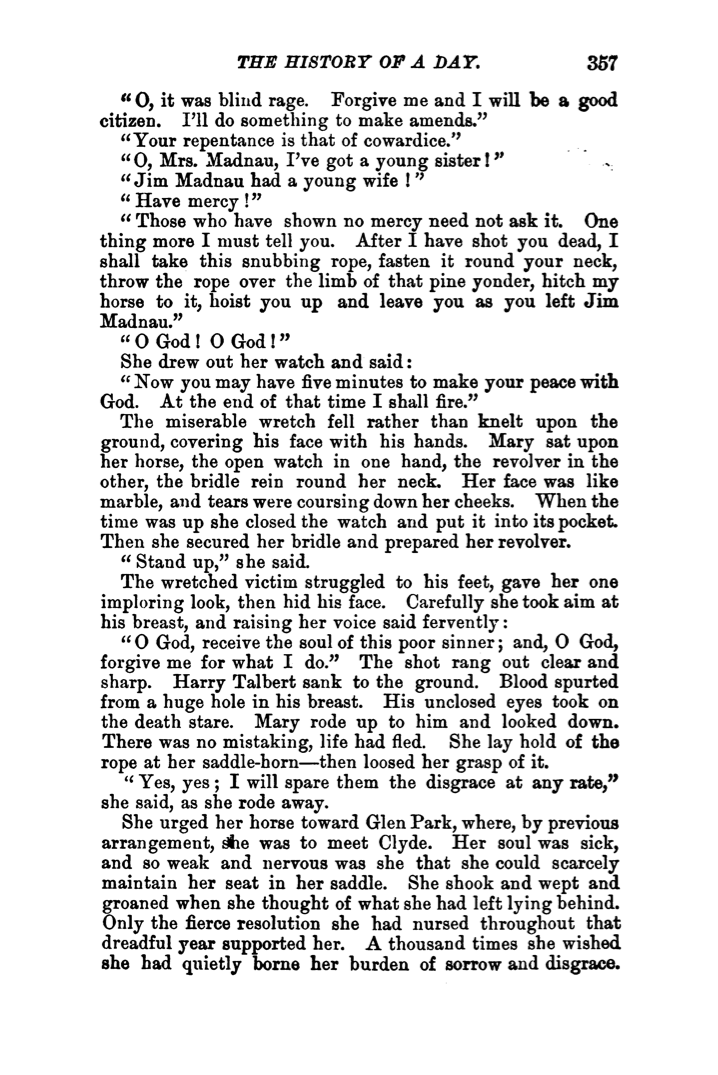 THE HISTORY OF A DAY. 357
“O, it was blind rage. Forgive me and I will be a good
citizen. I’ll do something to make amends.”
“Your repentance is that of cowardice.”
“O, Mrs. Madnau, I’ve got a young sister!”
“Jim Madnau had a young wife!”
“Have mercy!”
“Those who have shown no mercy need not ask it. One
thing more I must tell you. After I have shot you dead, I
shall take this snubbing rope, fasten it round your neck,
throw the rope over the limb of that pine yonder, hitch my
horse to it, hoist you up and leave you as you left Jim
Madnau.”
“O God! O God!”
She drew out her watch and said:
“Now you may have five minutes to make your peace with
God. At the end of that time I shall fire.”
The miserable wretch fell rather than knelt upon the
ground, covering his face with his hands. Mary sat upon
her horse, the open watch in one hand, the revolver in the
other, the bridle rein round her neck. Her face was like
marble, and tears were coursing down her cheeks. When the
time was up she closed the watch and put it into its pocket.
Then she secured her bridle and prepared her revolver.
“Stand up,” she said.
The wretched victim struggled to his feet, gave her one
imploring look, then hid his face. Carefully she took aim at
his breast, and raising her voice said fervently:
“O God, receive the soul of this poor sinner; and, O God,
forgive me for what I do.” The shot rang out clear and
sharp. Harry Talbert sank to the ground. Blood spurted
from a huge hole in his breast. His unclosed eyes took on
the death stare. Mary rode up to him and looked down.
There was no mistaking, life had fled. She lay hold of the
rope at her saddle-horn—then loosed her grasp of it.
“Yes, yes; I will spare them the disgrace at any rate,”
she said, as she rode away.
She urged her horse toward Glen Park, where, by previous
arrangement, she was to meet Clyde. Her soul was sick,
and so weak and nervous was she that she could scarcely
maintain her seat in her saddle. She shook and wept and
groaned when she thought of what she had left lying behind.
Only the fierce resolution she had nursed throughout that
dreadful year supported her. A thousand times she wished
she had quietly borne her burden of sorrow and disgrace.